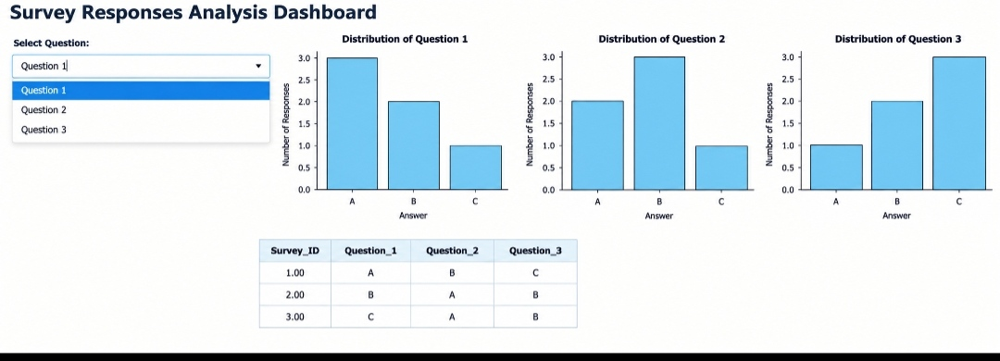 Survey Responses Analysis Dashboard
Select Question:
Question 1
Question 1
Question 2
Question 3
Distribution of Question 1
Number of Responses
3.0
2.5
2.0
1.5
1.0
0.5
0.0
A B C
Answer
Distribution of Question 2
Number of Responses
3.0
2.5
2.0
1.5
1.0
0.5
0.0
A B C
Answer
Distribution of Question 3
Number of Responses
3.0
2.5
2.0
1.5
1.0
0.5
0.0
A B C
Answer
Survey_ID Question_1 Question_2 Question_3
1.00 A B C
2.00 B A B
3.00 C A B